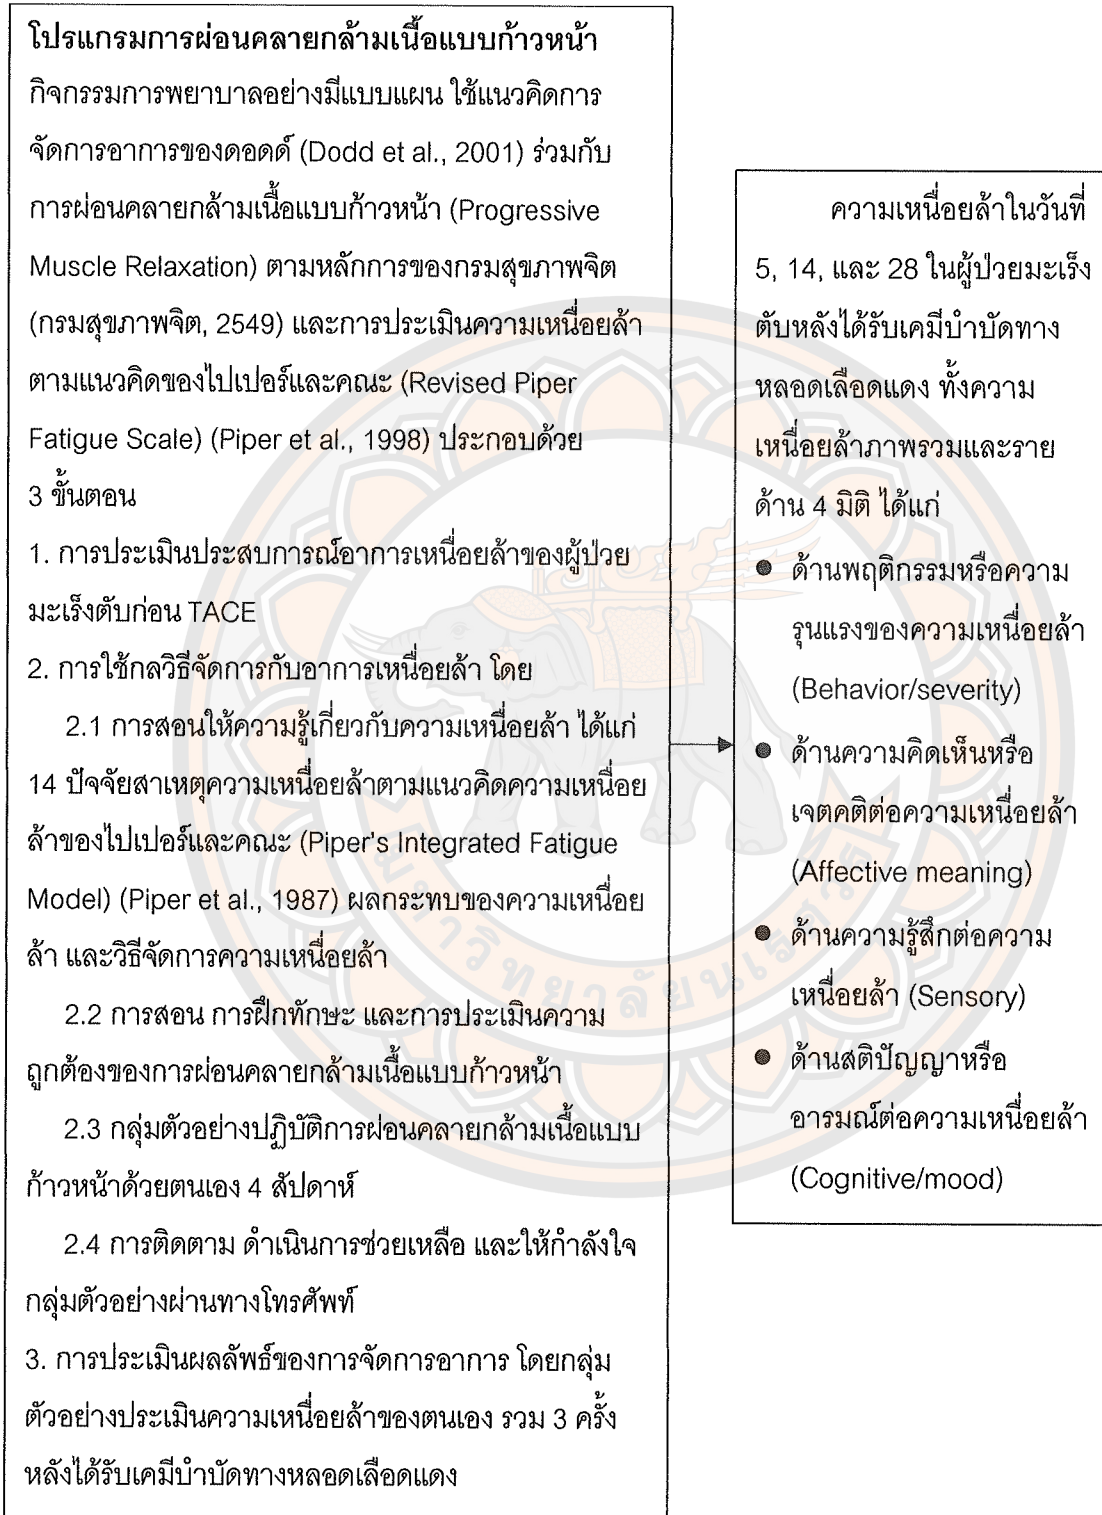 โปรแกรมการผ่อนคลายกล้ามเนื้อแบบก้าวหน้า
กิจกรรมการพยาบาลอย่างมีแบบแผน ใช้แนวคิดการ
จัดการอาการของดอดด์ (Dodd et al., 2001) ร่วมกับ
การผ่อนคลายกล้ามเนื้อแบบก้าวหน้า (Progressive
Muscle Relaxation) ตามหลักการของกรมสุขภาพจิต
(กรมสุขภาพจิต, 2549) และการประเมินความเหนื่อยล้า
ตามแนวคิดของไปเปอร์และคณะ (Revised Piper
Fatigue Scale) (Piper et al., 1998) ประกอบด้วย
3 ขั้นตอน
1. การประเมินประสบการณ์อาการเหนื่อยล้าของผู้ป่วย
มะเร็งตับก่อน TACE
2. การใช้กลวิธีจัดการกับอาการเหนื่อยล้า โดย
2.1 การสอนให้ความรู้เกี่ยวกับความเหนื่อยล้า ได้แก่
14 ปัจจัยสาเหตุความเหนื่อยล้าตามแนวคิดความเหนื่อย
ล้าของไปเปอร์และคณะ (Piper's Integrated Fatigue
Model) (Piper et al., 1987) ผลกระทบของความเหนื่อย
ล้า และวิธีจัดการความเหนื่อยล้า
2.2 การสอน การฝึกทักษะ และการประเมินความ
ถูกต้องของการผ่อนคลายกล้ามเนื้อแบบก้าวหน้า
2.3 กลุ่มตัวอย่างปฏิบัติการผ่อนคลายกล้ามเนื้อแบบ
ก้าวหน้าด้วยตนเอง 4 สัปดาห์
2.4 การติดตาม ดำเนินการช่วยเหลือ และให้กำลังใจ
กลุ่มตัวอย่างผ่านทางโทรศัพท์
3. การประเมินผลลัพธ์ของการจัดการอาการ โดยกลุ่ม
ตัวอย่างประเมินความเหนื่อยล้าของตนเอง รวม 3 ครั้ง
หลังได้รับเคมีบำบัดทางหลอดเลือดแดง
ความเหนื่อยล้าในวันที่
5, 14, และ 28 ในผู้ป่วยมะเร็ง
ตับหลังได้รับเคมีบำบัดทาง
หลอดเลือดแดง ทั้งความ
เหนื่อยล้าภาพรวมและราย
ด้าน 4 มิติ ได้แก่
● ด้านพฤติกรรมหรือความ
รุนแรงของความเหนื่อยล้า
(Behavior/severity)
● ด้านความคิดเห็นหรือ
เจตคติต่อความเหนื่อยล้า
(Affective meaning)
● ด้านความรู้สึกต่อความ
เหนื่อยล้า (Sensory)
● ด้านสติปัญญาหรือ
อารมณ์ต่อความเหนื่อยล้า
(Cognitive/mood)
มหาวิทยาลัยนเรศวร